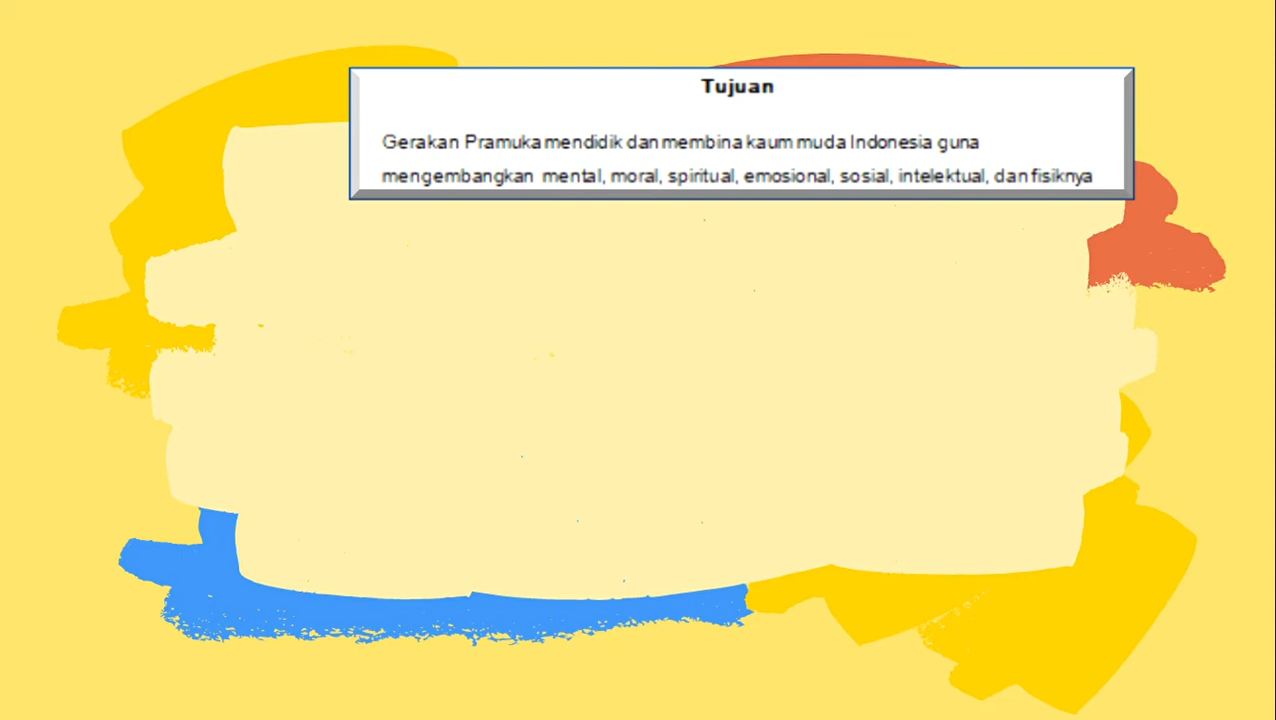 Tujuan
Gerakan Pramuka mendidik dan membina kaum muda Indonesia guna
mengembangkan mental, moral, spiritual, emosional, sosial, intelektual, dan fisiknya